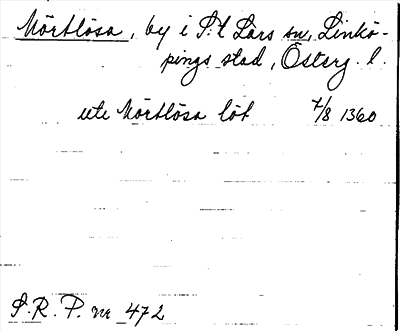 Mörtlösa, by i S:t Lars sn, Linkö-
pings stad, Österg. l.
ute Mörtlösa löt 7/8 1360
S.R.P. nr 472